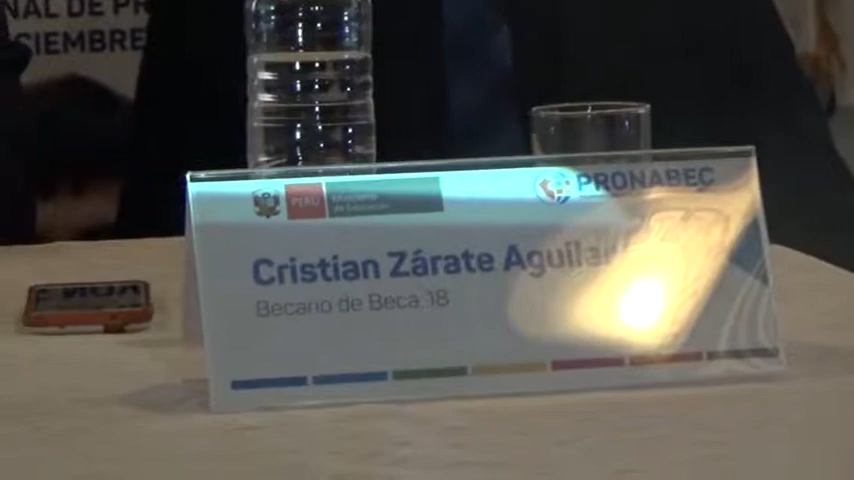 NAL DE PR
CIEMBRE
PERÚ
Ministerio
de Educación
PRONABEC
Cristian Zárate Aguilar
Becario de Beca 18